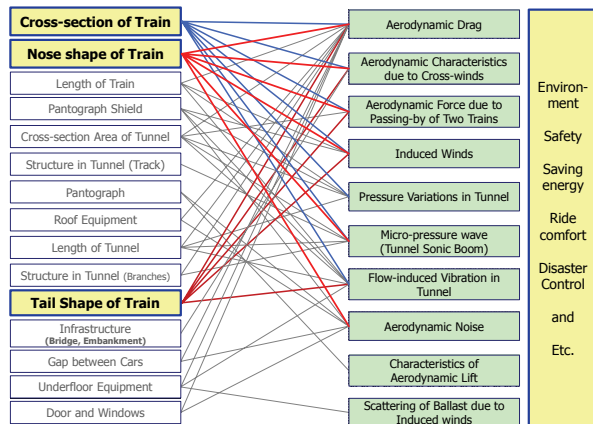 Cross-section of Train
Nose shape of Train
Length of Train
Pantograph Shield
Cross-section Area of Tunnel
Structure in Tunnel (Track)
Pantograph
Roof Equipment
Length of Tunnel
Structure in Tunnel (Branches)
Tail Shape of Train
Infrastructure
(Bridge, Embankment)
Gap between Cars
Underfloor Equipment
Door and Windows
Aerodynamic Drag
Aerodynamic Characteristics
due to Cross-winds
Aerodynamic Force due to
Passing-by of Two Trains
Induced Winds
Pressure Variations in Tunnel
Micro-pressure wave
(Tunnel Sonic Boom)
Flow-induced Vibration in
Tunnel
Aerodynamic Noise
Characteristics of
Aerodynamic Lift
Scattering of Ballast due to
Induced winds
Environ-
ment
Safety
Saving
energy
Ride
comfort
Disaster
Control
and
Etc.